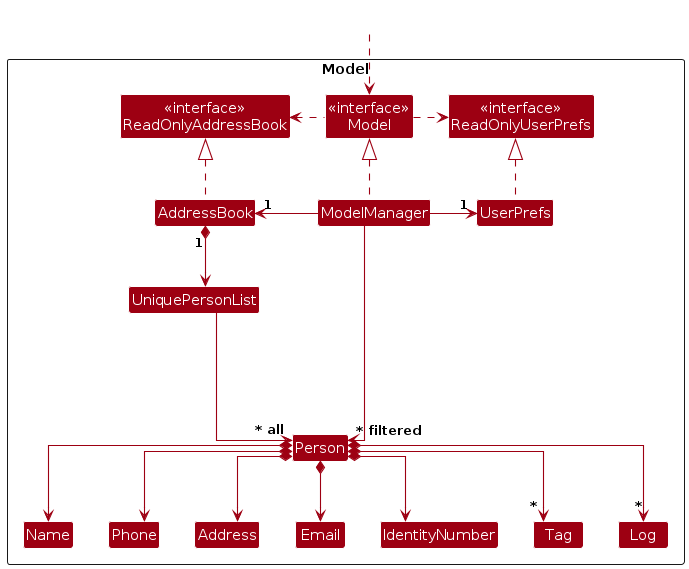 Model
«interface»
ReadOnlyAddressBook
«interface»
Model
«interface»
ReadOnlyUserPrefs
AddressBook
1
ModelManager
1
UserPrefs
1
UniquePersonList
* all
* filtered
Person
*
*
Name
Phone
Address
Email
IdentityNumber
Tag
Log